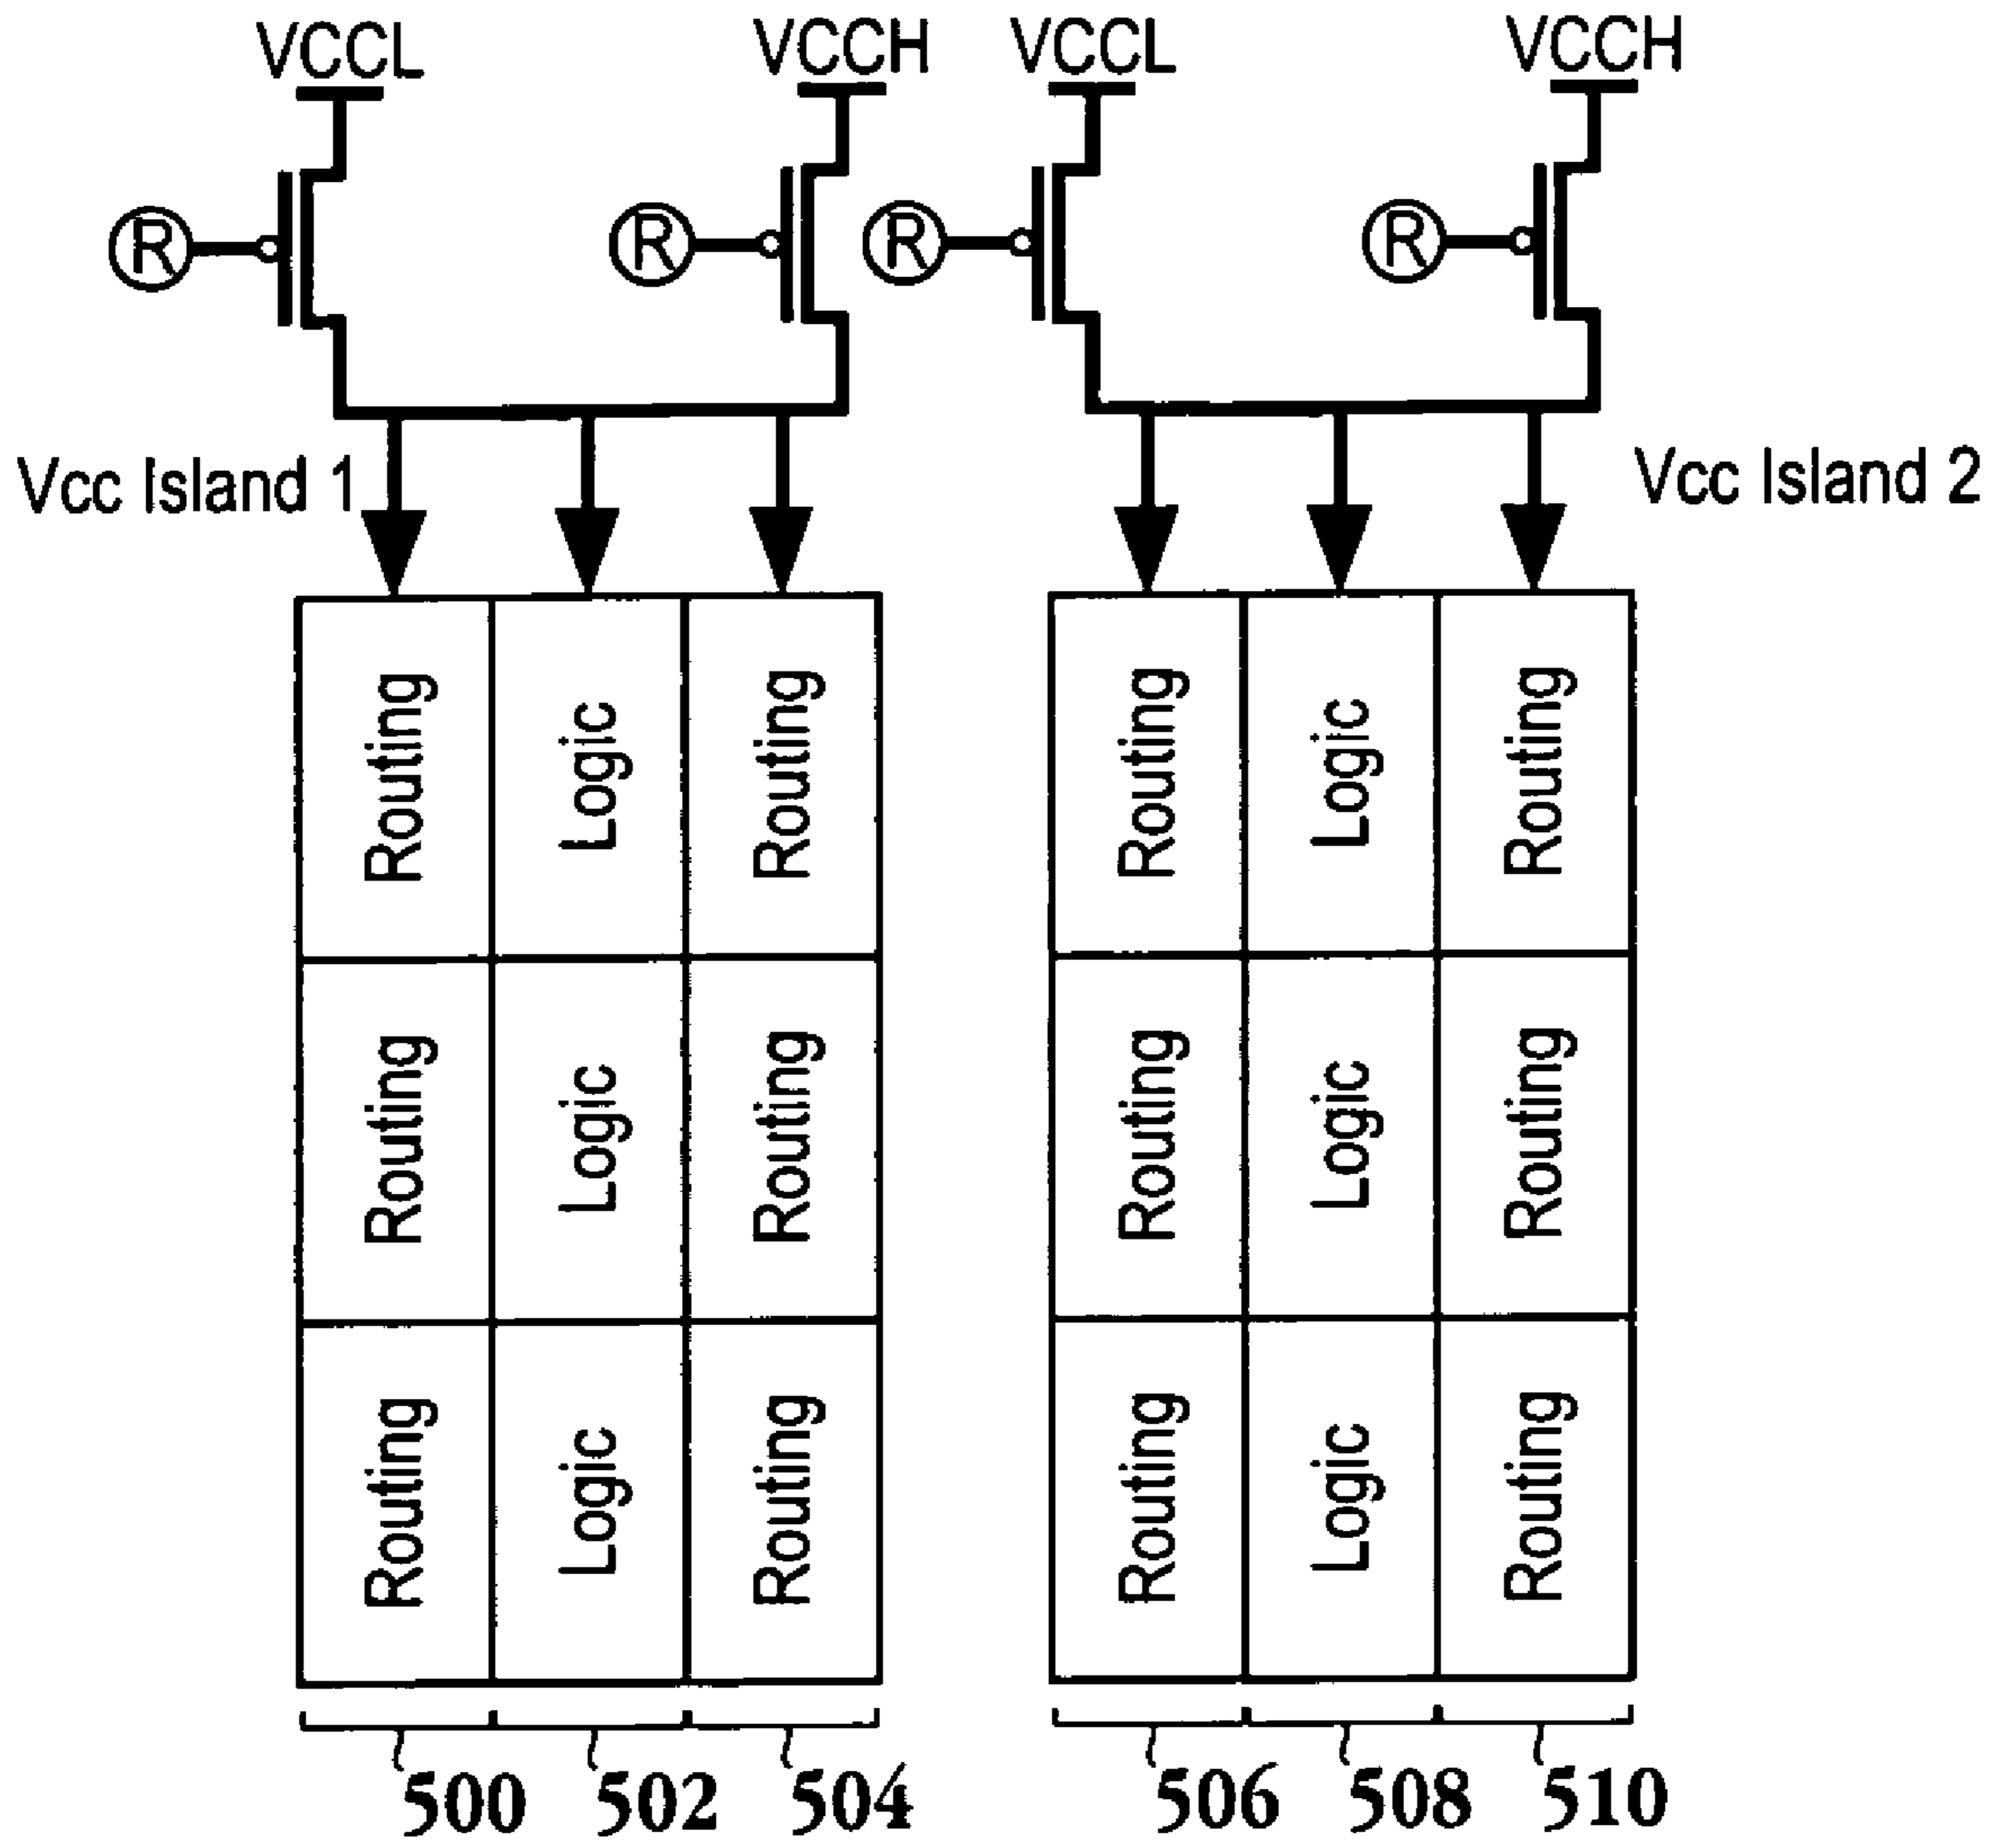 VCCL VCCH VCCL VCCH
R R R R
Vcc Island 1 Vcc Island 2
Routing Logic Routing Routing Logic Routing
Routing Logic Routing Routing Logic Routing
Routing Logic Routing Routing Logic Routing
500 502 504 506 508 510